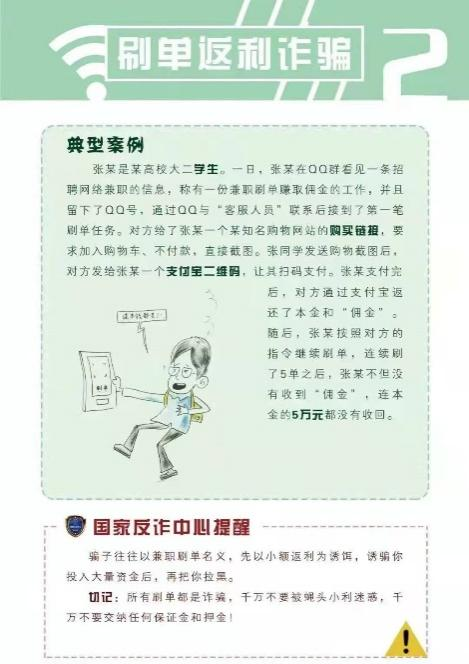 刷单返利诈骗 2
典型案例
张某是某高校大二学生。一日，张某在QQ群看见一条招
聘网络兼职的信息，称有一份兼职刷单赚取佣金的工作，并且
留下了QQ号，通过QQ与“客服人员”联系后接到了第一笔
刷单任务。对方给了张某一个某知名购物网站的购买链接，要
求加入购物车、不付款，直接截图。张同学发送购物截图后，
对方发给张某一个支付宝二维码，让其扫码支付。张某支付完
后，对方通过支付宝返
还了本金和“佣金”。
随后，张某按照对方的
指令继续刷单，连续刷
了5单之后，张某不但没
有收到“佣金”，连本
金的5万元都没有收回。
刷单
国家反诈中心提醒
骗子往往以兼职刷单名义，先以小额返利为诱饵，诱骗你
投入大量资金后，再把你拉黑。
切记：所有刷单都是诈骗，千万不要被蝇头小利迷惑，千
万不要交纳任何保证金和押金！